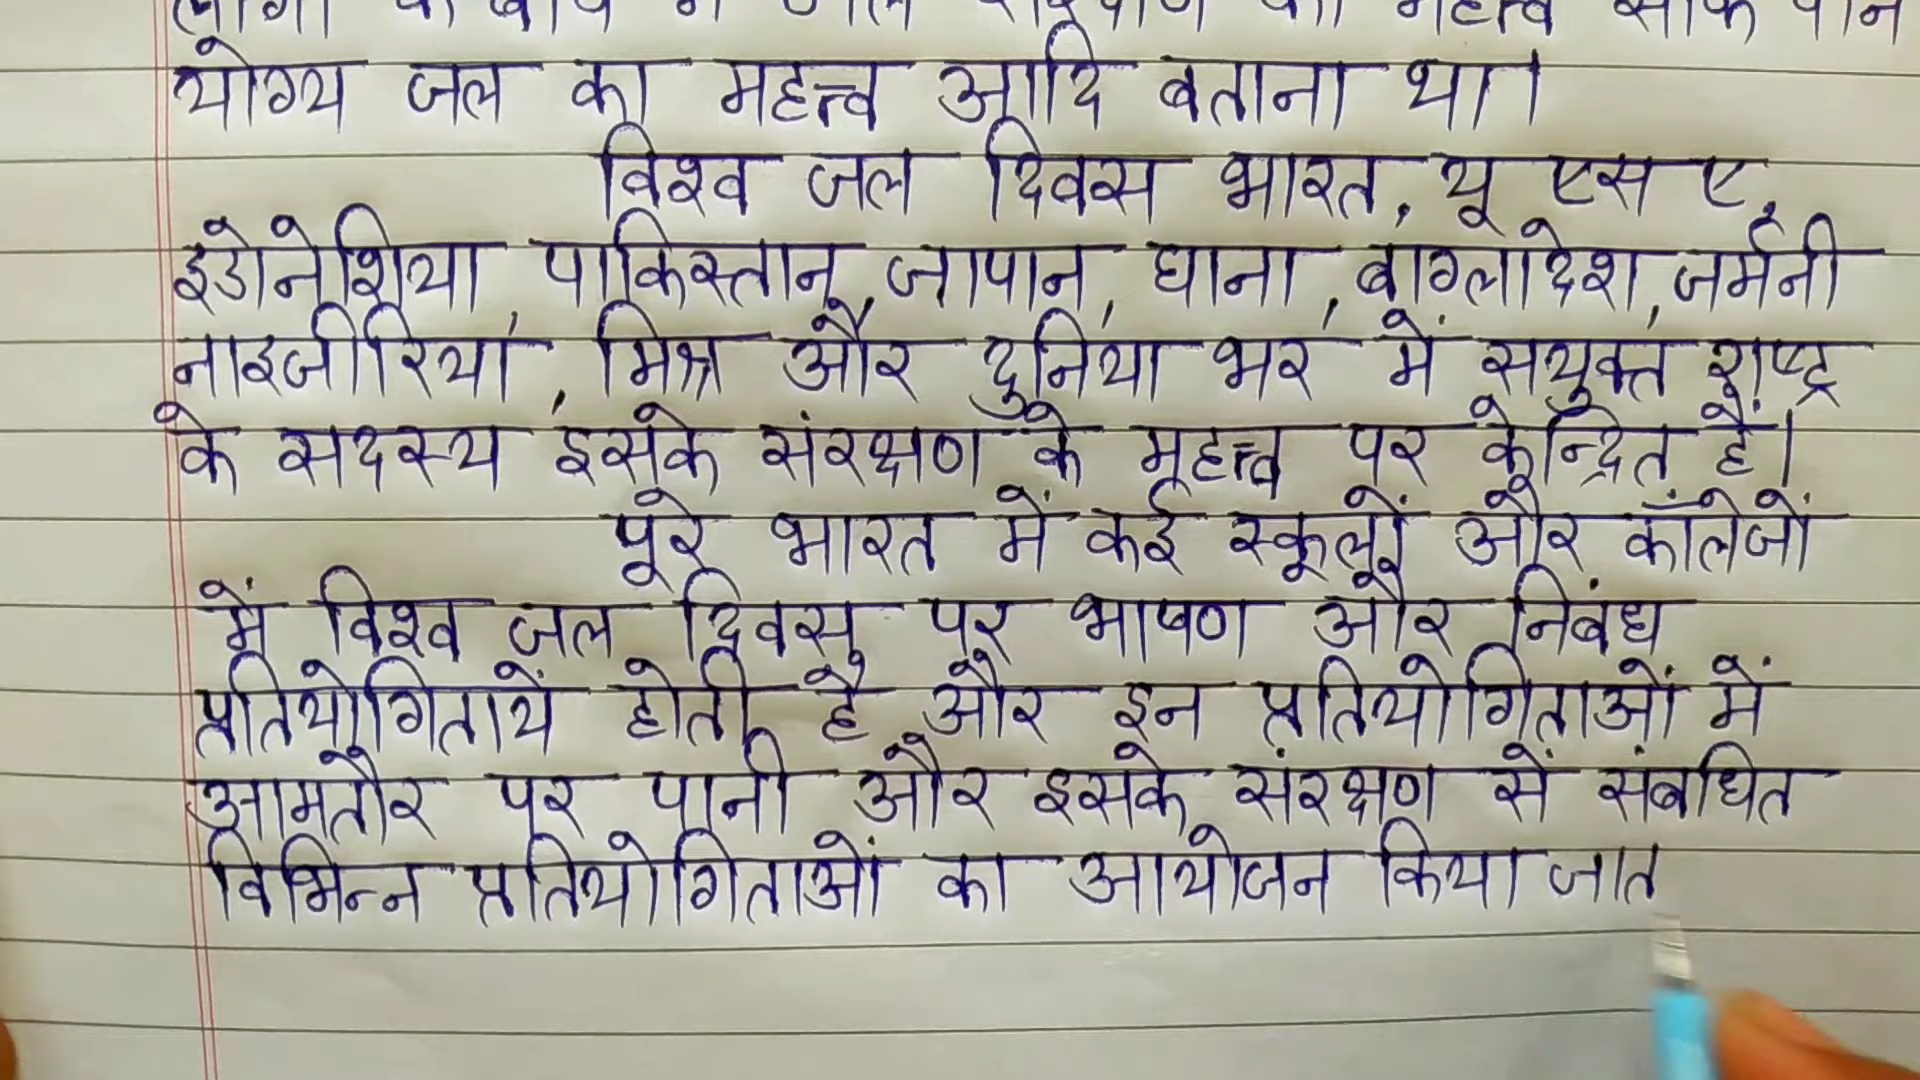 योग्य जल का महत्त्व आदि बताना था।
विश्व जल दिवस भारत, यू एस ए,
इंडोनेशिया, पाकिस्तान, जापान, घाना, बांग्लादेश, जर्मनी
नाइजीरिया, मिश्र और दुनिया भर में सयुक्त राष्ट्र
के सदस्य इसके संरक्षण के महत्त्व पर केन्द्रित हैं।
पूरे भारत में कई स्कूलों और कॉलेजों
में विश्व जल दिवस पर भाषण और निबंध
प्रतियोगितायें होती है और इन प्रतियोगिताओं में
आमतौर पर पानी और इसके संरक्षण से संबधित
विभिन्न प्रतियोगिताओं का आयोजन किया जात